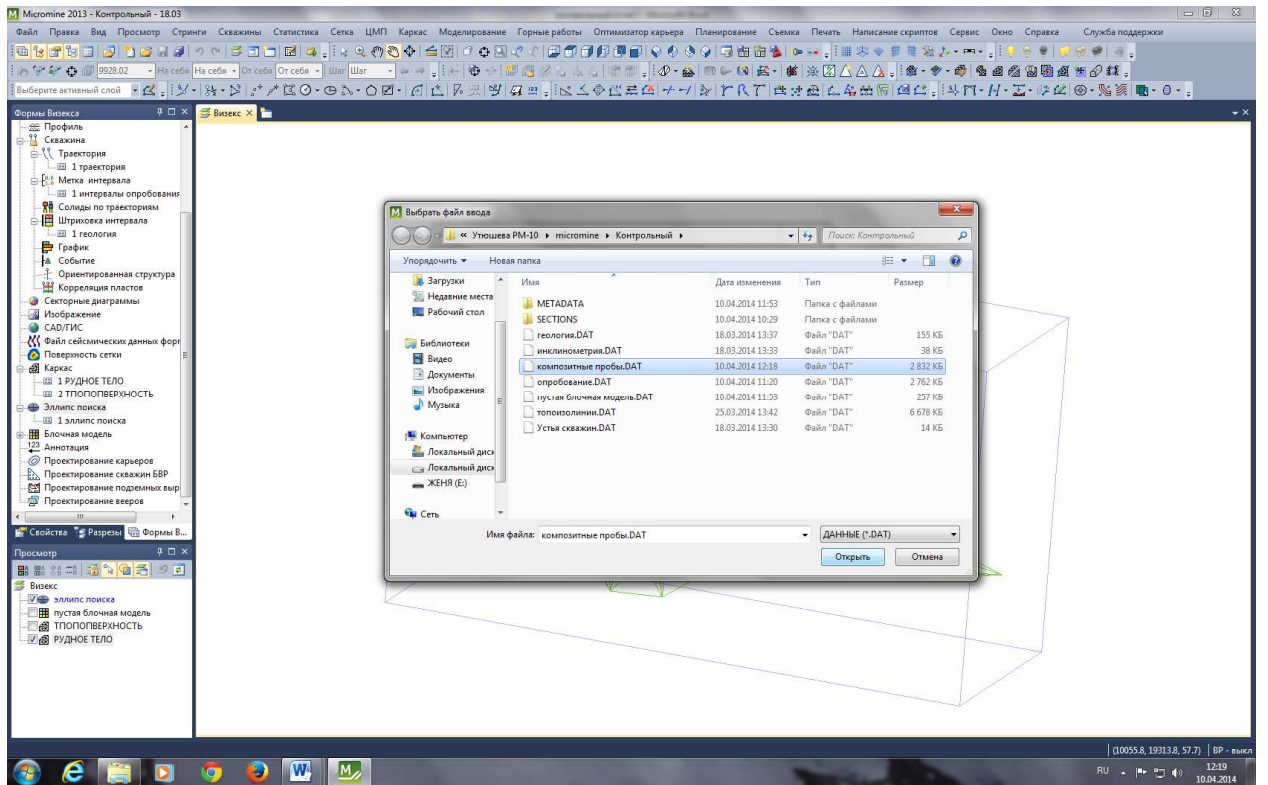 Micromine 2013 - Контрольный - 18.03
Файл Правка Вид Просмотр Стринги Скважины Статистика Сетка ЦМП Каркас Моделирование Горные работы Оптимизатор карьера Планирование Съемка Печать Написание скриптов Сервис Окно Справка Служба поддержки
9928.02 На себя На себя От себя От себя Шаг Шаг
Выберите активный слой
Формы Визекса
Визекс
Профиль
Скважина
Траектория
1 траектория
Метка интервала
1 интервалы опробования
Солиды по траекториям
Штриховка интервала
1 геология
График
Событие
Ориентированная структура
Корреляция пластов
Секторные диаграммы
Изображение
CAD/ГИС
Файл сейсмических данных форм
Поверхность сетки
Каркас
1 РУДНОЕ ТЕЛО
2 ТПОПОПВЕРХНОСТЬ
Эллипс поиска
1 эллипс поиска
Блочная модель
Аннотация
Проектирование карьеров
Проектирование скважин БВР
Проектирование подземных выр
Проектирование вееров
Свойства Разрезы Формы В...
Просмотр
Визекс
эллипс поиска
пустая блочная модель
ТПОПОПВЕРХНОСТЬ
РУДНОЕ ТЕЛО
Выбрать файл ввода
« Утюшева РМ-10 micromine Контрольный
Поиск: Контрольный
Упорядочить Новая папка
Загрузки
Недавние места
Рабочий стол
Библиотеки
Видео
Документы
Изображения
Музыка
Компьютер
Локальный диск
Локальный диск
ЖЕНЯ (E:)
Сеть
Имя Дата изменения Тип Размер
METADATA 10.04.2014 11:53 Папка с файлами
SECTIONS 10.04.2014 10:29 Папка с файлами
геология.DAT 18.03.2014 13:37 Файл "DAT" 155 КБ
инклинометрия.DAT 18.03.2014 13:33 Файл "DAT" 38 КБ
композитные пробы.DAT 10.04.2014 12:18 Файл "DAT" 2 832 КБ
опробование.DAT 10.04.2014 11:20 Файл "DAT" 2 762 КБ
пустая блочная модель.DAT 10.04.2014 11:53 Файл "DAT" 257 КБ
топоизолинии.DAT 25.03.2014 13:42 Файл "DAT" 6 678 КБ
Устья скважин.DAT 18.03.2014 13:30 Файл "DAT" 14 КБ
Имя файла: композитные пробы.DAT
ДАННЫЕ (*.DAT)
Открыть Отмена
(10055.8, 19313.8, 57.7) ВР - выкл
RU
12:19
10.04.2014